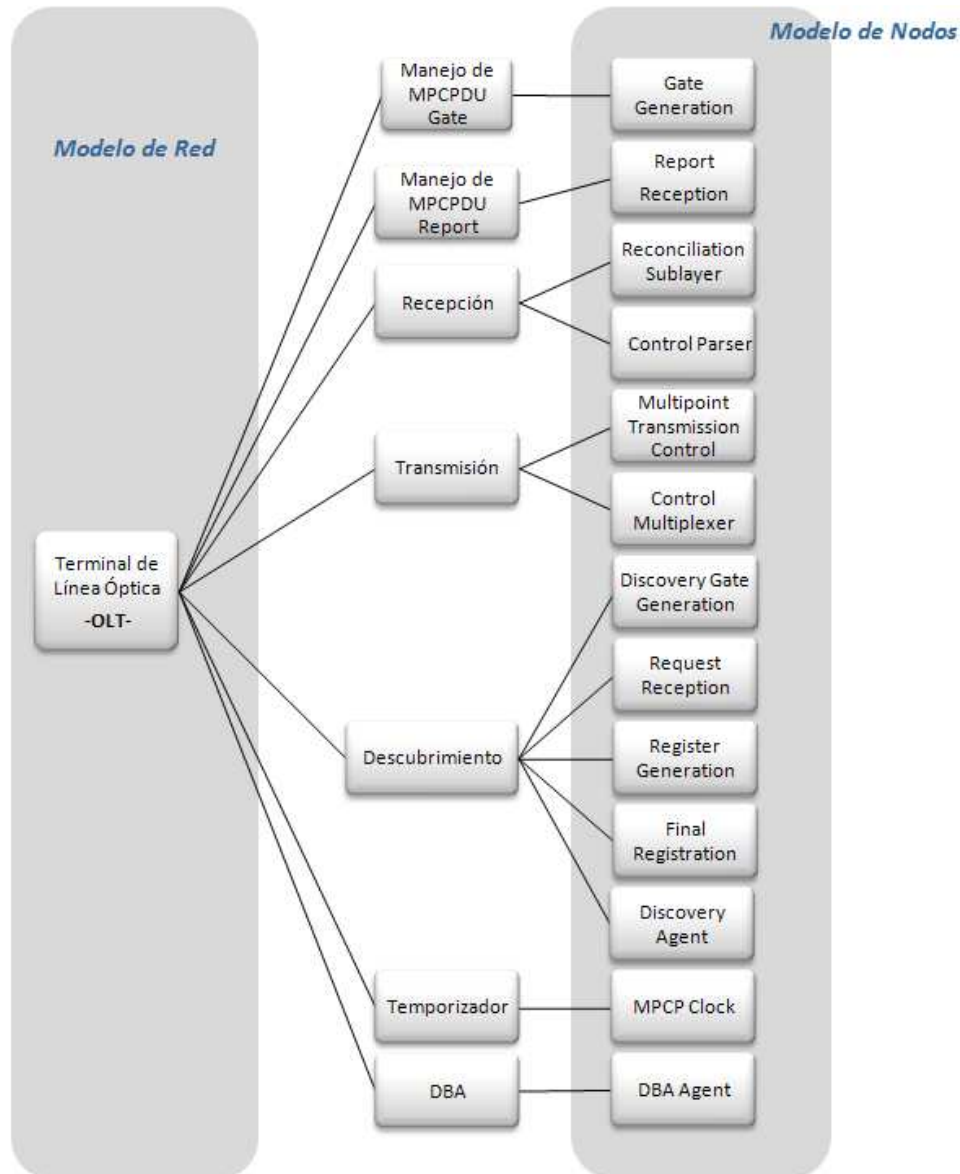 Modelo de Nodos
Modelo de Red
Manejo de
MPCPDU
Gate
Gate
Generation
Manejo de
MPCPDU
Report
Report
Reception
Recepción
Reconciliation
Sublayer
Control Parser
Transmisión
Multipoint
Transmission
Control
Control
Multiplexer
Terminal de
Línea Óptica
-OLT-
Descubrimiento
Discovery Gate
Generation
Request
Reception
Register
Generation
Final
Registration
Discovery
Agent
Temporizador
MPCP Clock
DBA
DBA Agent